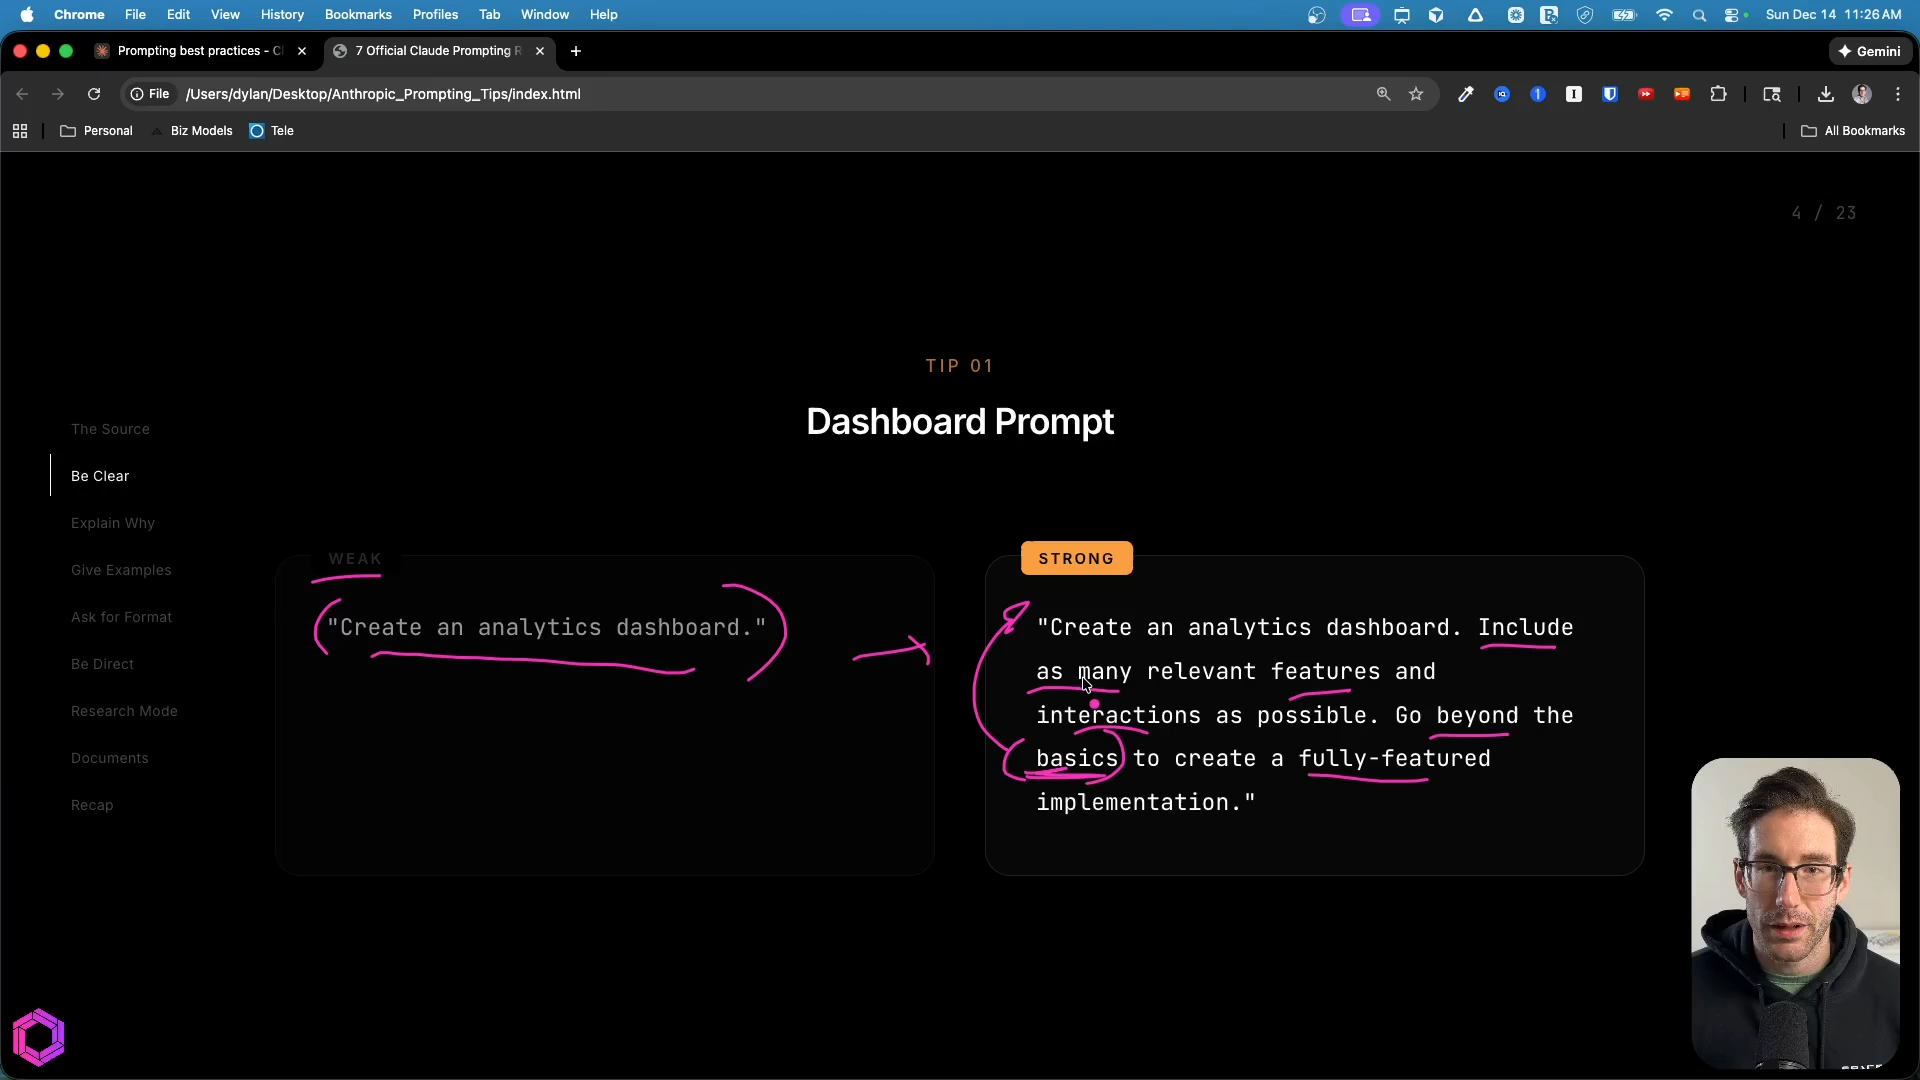 Chrome File Edit View History Bookmarks Profiles Tab Window Help
Sun Dec 14 11:26 AM
Prompting best practices - Cl
7 Official Claude Prompting R
Gemini
File /Users/dylan/Desktop/Anthropic_Prompting_Tips/index.html
Personal Biz Models Tele All Bookmarks
4 / 23
TIP 01
Dashboard Prompt
The Source
Be Clear
Explain Why
Give Examples
Ask for Format
Be Direct
Research Mode
Documents
Recap
WEAK
"Create an analytics dashboard."
STRONG
"Create an analytics dashboard. Include
as many relevant features and
interactions as possible. Go beyond the
basics to create a fully-featured
implementation."